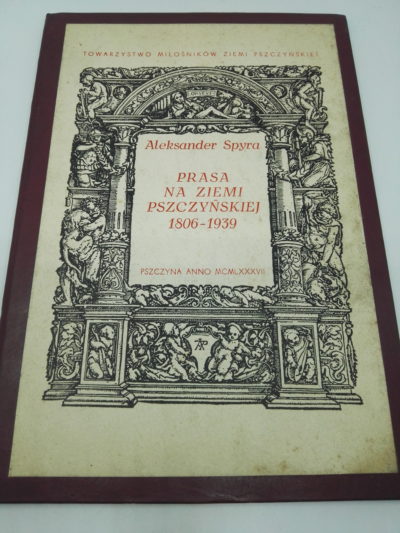 TOWARZYSTWO MIŁOŚNIKÓW ZIEMI PSZCZYŃSKIEJ
Aleksander Spyra
PRASA
NA ZIEMI
PSZCZYŃSKIEJ
1806-1939
PSZCZYNA ANNO MCMLXXXVII